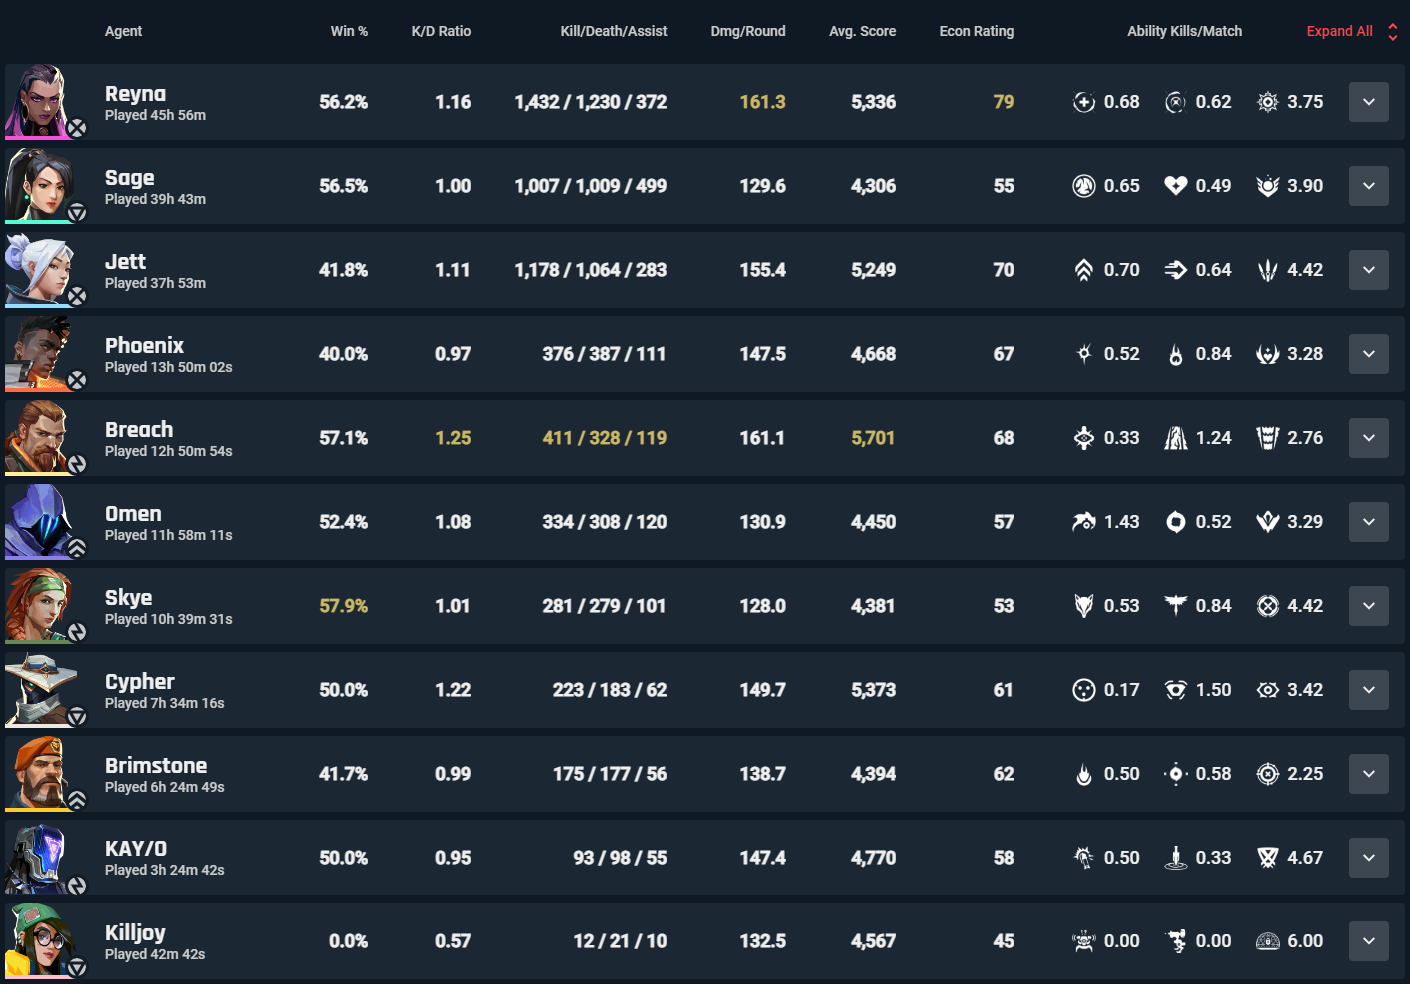 Agent Win % K/D Ratio Kill/Death/Assist Dmg/Round Avg. Score Econ Rating Ability Kills/Match Expand All
Reyna 56.2% 1.16 1,432 / 1,230 / 372 161.3 5,336 79 0.68 0.62 3.75
Played 45h 56m
Sage 56.5% 1.00 1,007 / 1,009 / 499 129.6 4,306 55 0.65 0.49 3.90
Played 39h 43m
Jett 41.8% 1.11 1,178 / 1,064 / 283 155.4 5,249 70 0.70 0.64 4.42
Played 37h 53m
Phoenix 40.0% 0.97 376 / 387 / 111 147.5 4,668 67 0.52 0.84 3.28
Played 13h 50m 02s
Breach 57.1% 1.25 411 / 328 / 119 161.1 5,701 68 0.33 1.24 2.76
Played 12h 50m 54s
Omen 52.4% 1.08 334 / 308 / 120 130.9 4,450 57 1.43 0.52 3.29
Played 11h 58m 11s
Skye 57.9% 1.01 281 / 279 / 101 128.0 4,381 53 0.53 0.84 4.42
Played 10h 39m 31s
Cypher 50.0% 1.22 223 / 183 / 62 149.7 5,373 61 0.17 1.50 3.42
Played 7h 34m 16s
Brimstone 41.7% 0.99 175 / 177 / 56 138.7 4,394 62 0.50 0.58 2.25
Played 6h 24m 49s
KAY/O 50.0% 0.95 93 / 98 / 55 147.4 4,770 58 0.50 0.33 4.67
Played 3h 24m 42s
Killjoy 0.0% 0.57 12 / 21 / 10 132.5 4,567 45 0.00 0.00 6.00
Played 42m 42s